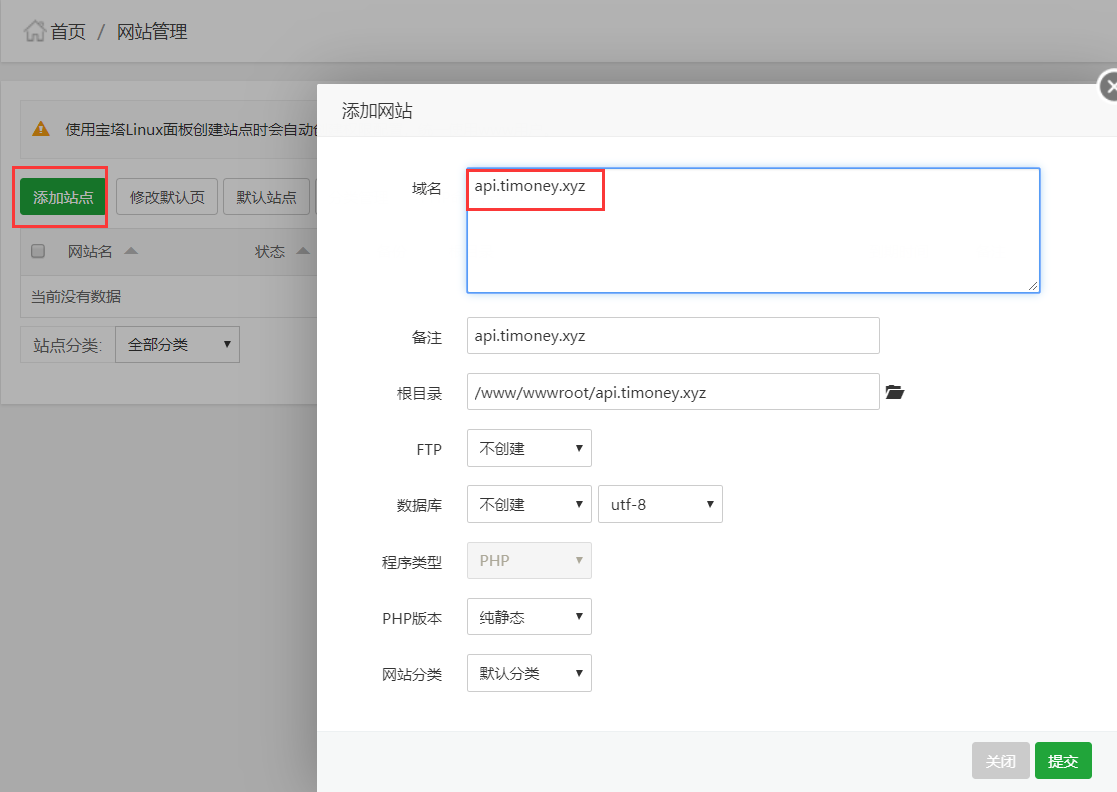 首页 / 网站管理
使用宝塔Linux面板创建站点时会自动
添加站点 修改默认页 默认站点
网站名 状态
当前没有数据
站点分类: 全部分类
添加网站
域名 api.timoney.xyz
备注 api.timoney.xyz
根目录 /www/wwwroot/api.timoney.xyz
FTP 不创建
数据库 不创建 utf-8
程序类型 PHP
PHP版本 纯静态
网站分类 默认分类
关闭 提交